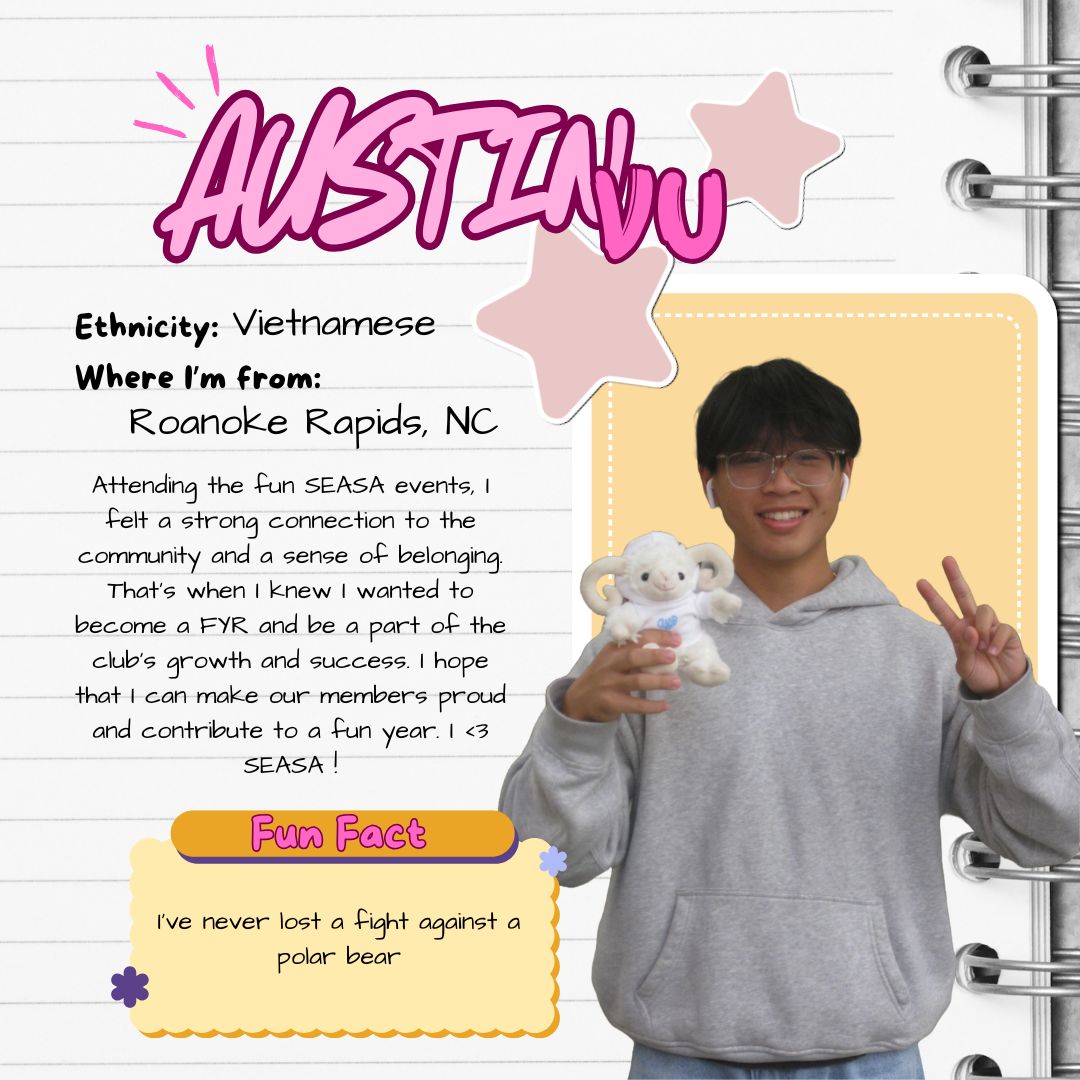 AUSTIN VU
Ethnicity: Vietnamese
Where I'm from:
Roanoke Rapids, NC
Attending the fun SEASA events, I
felt a strong connection to the
community and a sense of belonging.
That's when I knew I wanted to
become a FYR and be a part of the
club's growth and success. I hope
that I can make our members proud
and contribute to a fun year. I <3
SEASA !
Fun Fact
I've never lost a fight against a
polar bear